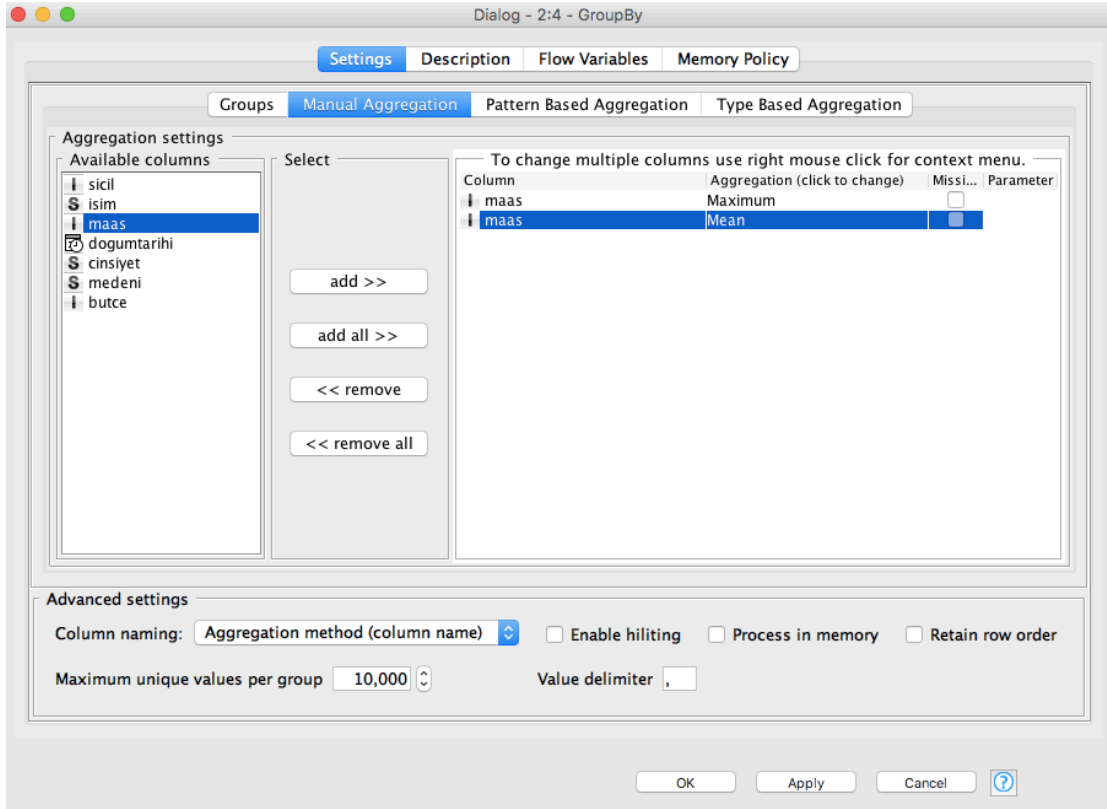 Dialog - 2:4 - GroupBy
Settings Description Flow Variables Memory Policy
Groups Manual Aggregation Pattern Based Aggregation Type Based Aggregation
Aggregation settings
Available columns
sicil
S isim
maas
dogumtarihi
S cinsiyet
S medeni
butce
Select
add >>
add all >>
<< remove
<< remove all
To change multiple columns use right mouse click for context menu.
Column Aggregation (click to change) Missi... Parameter
maas Maximum
maas Mean
Advanced settings
Column naming: Aggregation method (column name) Enable hiliting Process in memory Retain row order
Maximum unique values per group 10,000 Value delimiter ,
OK Apply Cancel ?